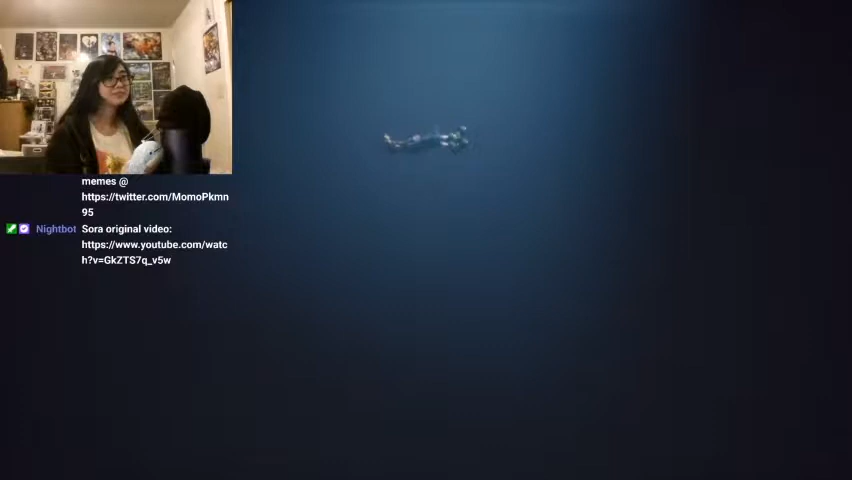 memes @
https://twitter.com/MomoPkmn
95
Nightbot Sora original video:
https://www.youtube.com/watc
h?v=GkZTS7q_v5w